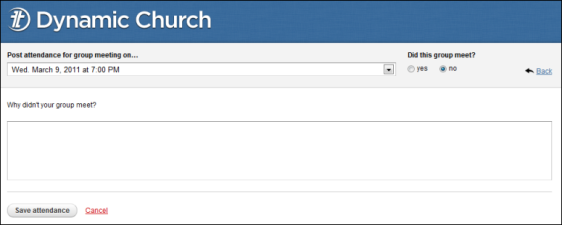 Dynamic Church
Post attendance for group meeting on...
Did this group meet?
Wed. March 9, 2011 at 7:00 PM
yes
no
Back
Why didn't your group meet?
Save attendance
Cancel